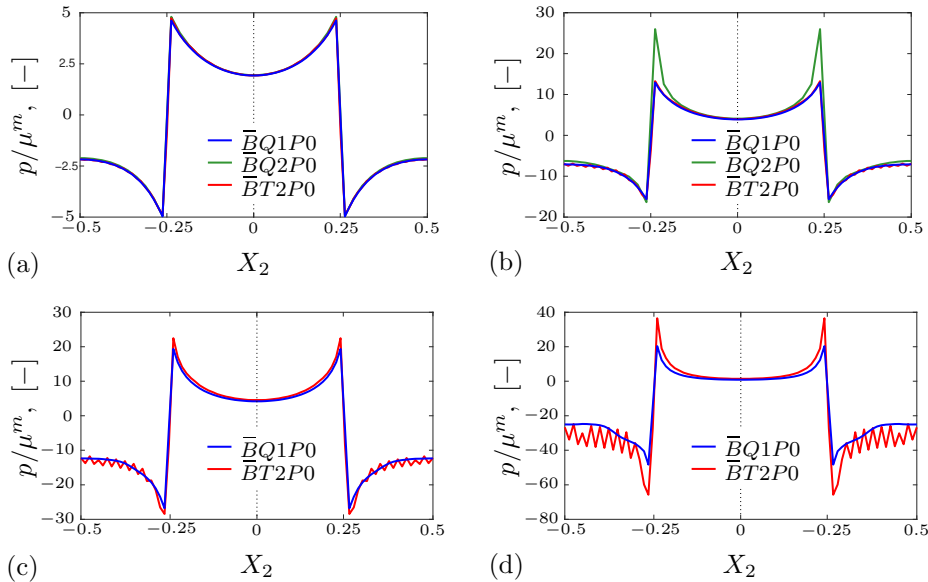 5
2.5
0
−2.5
−5
−0.5 −0.25 0 0.25 0.5
p/μ^m, [−]
B̅Q1P0
B̅Q2P0
B̅T2P0
X_2
(a)
30
20
10
0
−10
−20
−0.5 −0.25 0 0.25 0.5
p/μ^m, [−]
B̅Q1P0
B̅Q2P0
B̅T2P0
X_2
(b)
30
20
10
0
−10
−20
−30
−0.5 −0.25 0 0.25 0.5
p/μ^m, [−]
B̅Q1P0
B̅T2P0
X_2
(c)
40
20
0
−20
−40
−60
−80
−0.5 −0.25 0 −0.25 0.5
p/μ^m, [−]
B̅Q1P0
B̅T2P0
X_2
(d)